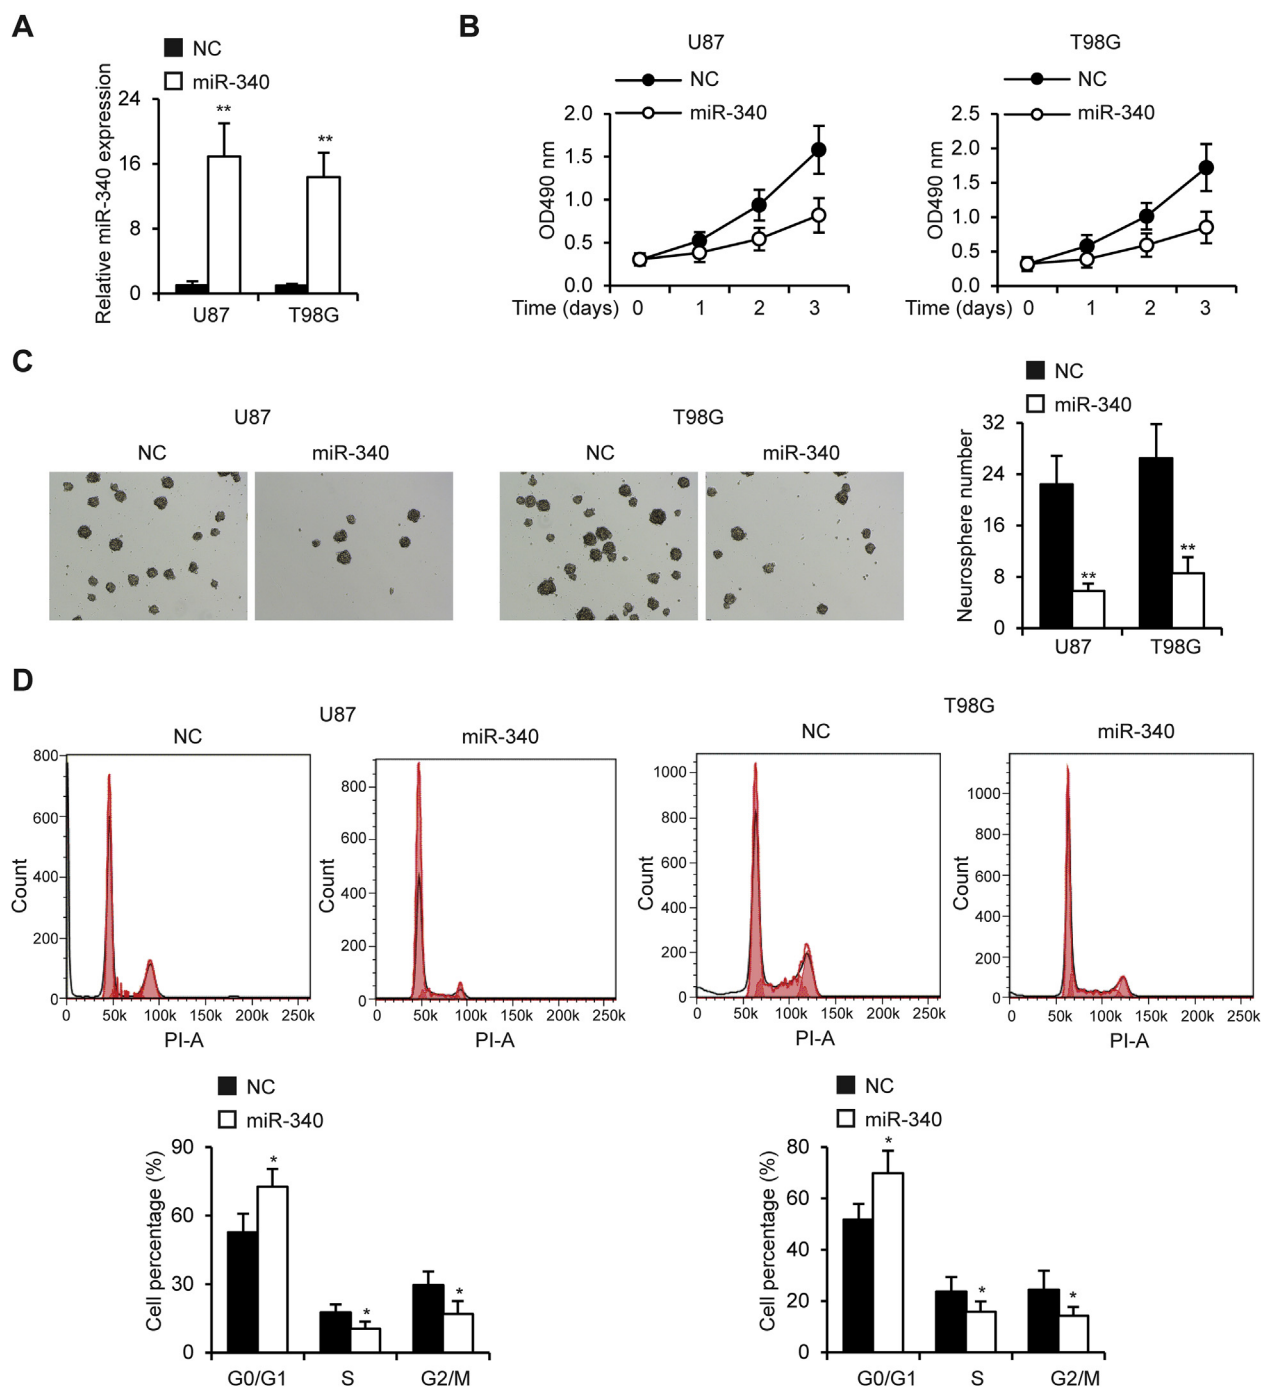 A
NC
miR-340
Relative miR-340 expression
24
16
8
0
**
**
U87
T98G
B
U87
NC
miR-340
OD490 nm
2.0
1.5
1.0
0.5
0.0
Time (days) 0 1 2 3
T98G
NC
miR-340
OD490 nm
2.5
2.0
1.5
1.0
0.5
0.0
Time (days) 0 1 2 3
C
U87
NC
miR-340
T98G
NC
miR-340
NC
miR-340
Neurosphere number
32
24
16
8
0
**
**
U87
T98G
D
U87
NC
Count
800
600
400
200
0
0 50k 100k 150k 200k 250k
PI-A
miR-340
Count
800
600
400
200
0
0 50k 100k 150k 200k 250k
PI-A
T98G
NC
Count
1000
800
600
400
200
0
0 50k 100k 150k 200k 250k
PI-A
miR-340
Count
1000
800
600
400
200
0
0 50k 100k 150k 200k 250k
PI-A
NC
miR-340
Cell percentage (%)
90
60
30
0
*
*
*
G0/G1 S G2/M
NC
miR-340
Cell percentage (%)
80
60
40
20
0
*
*
*
G0/G1 S G2/M